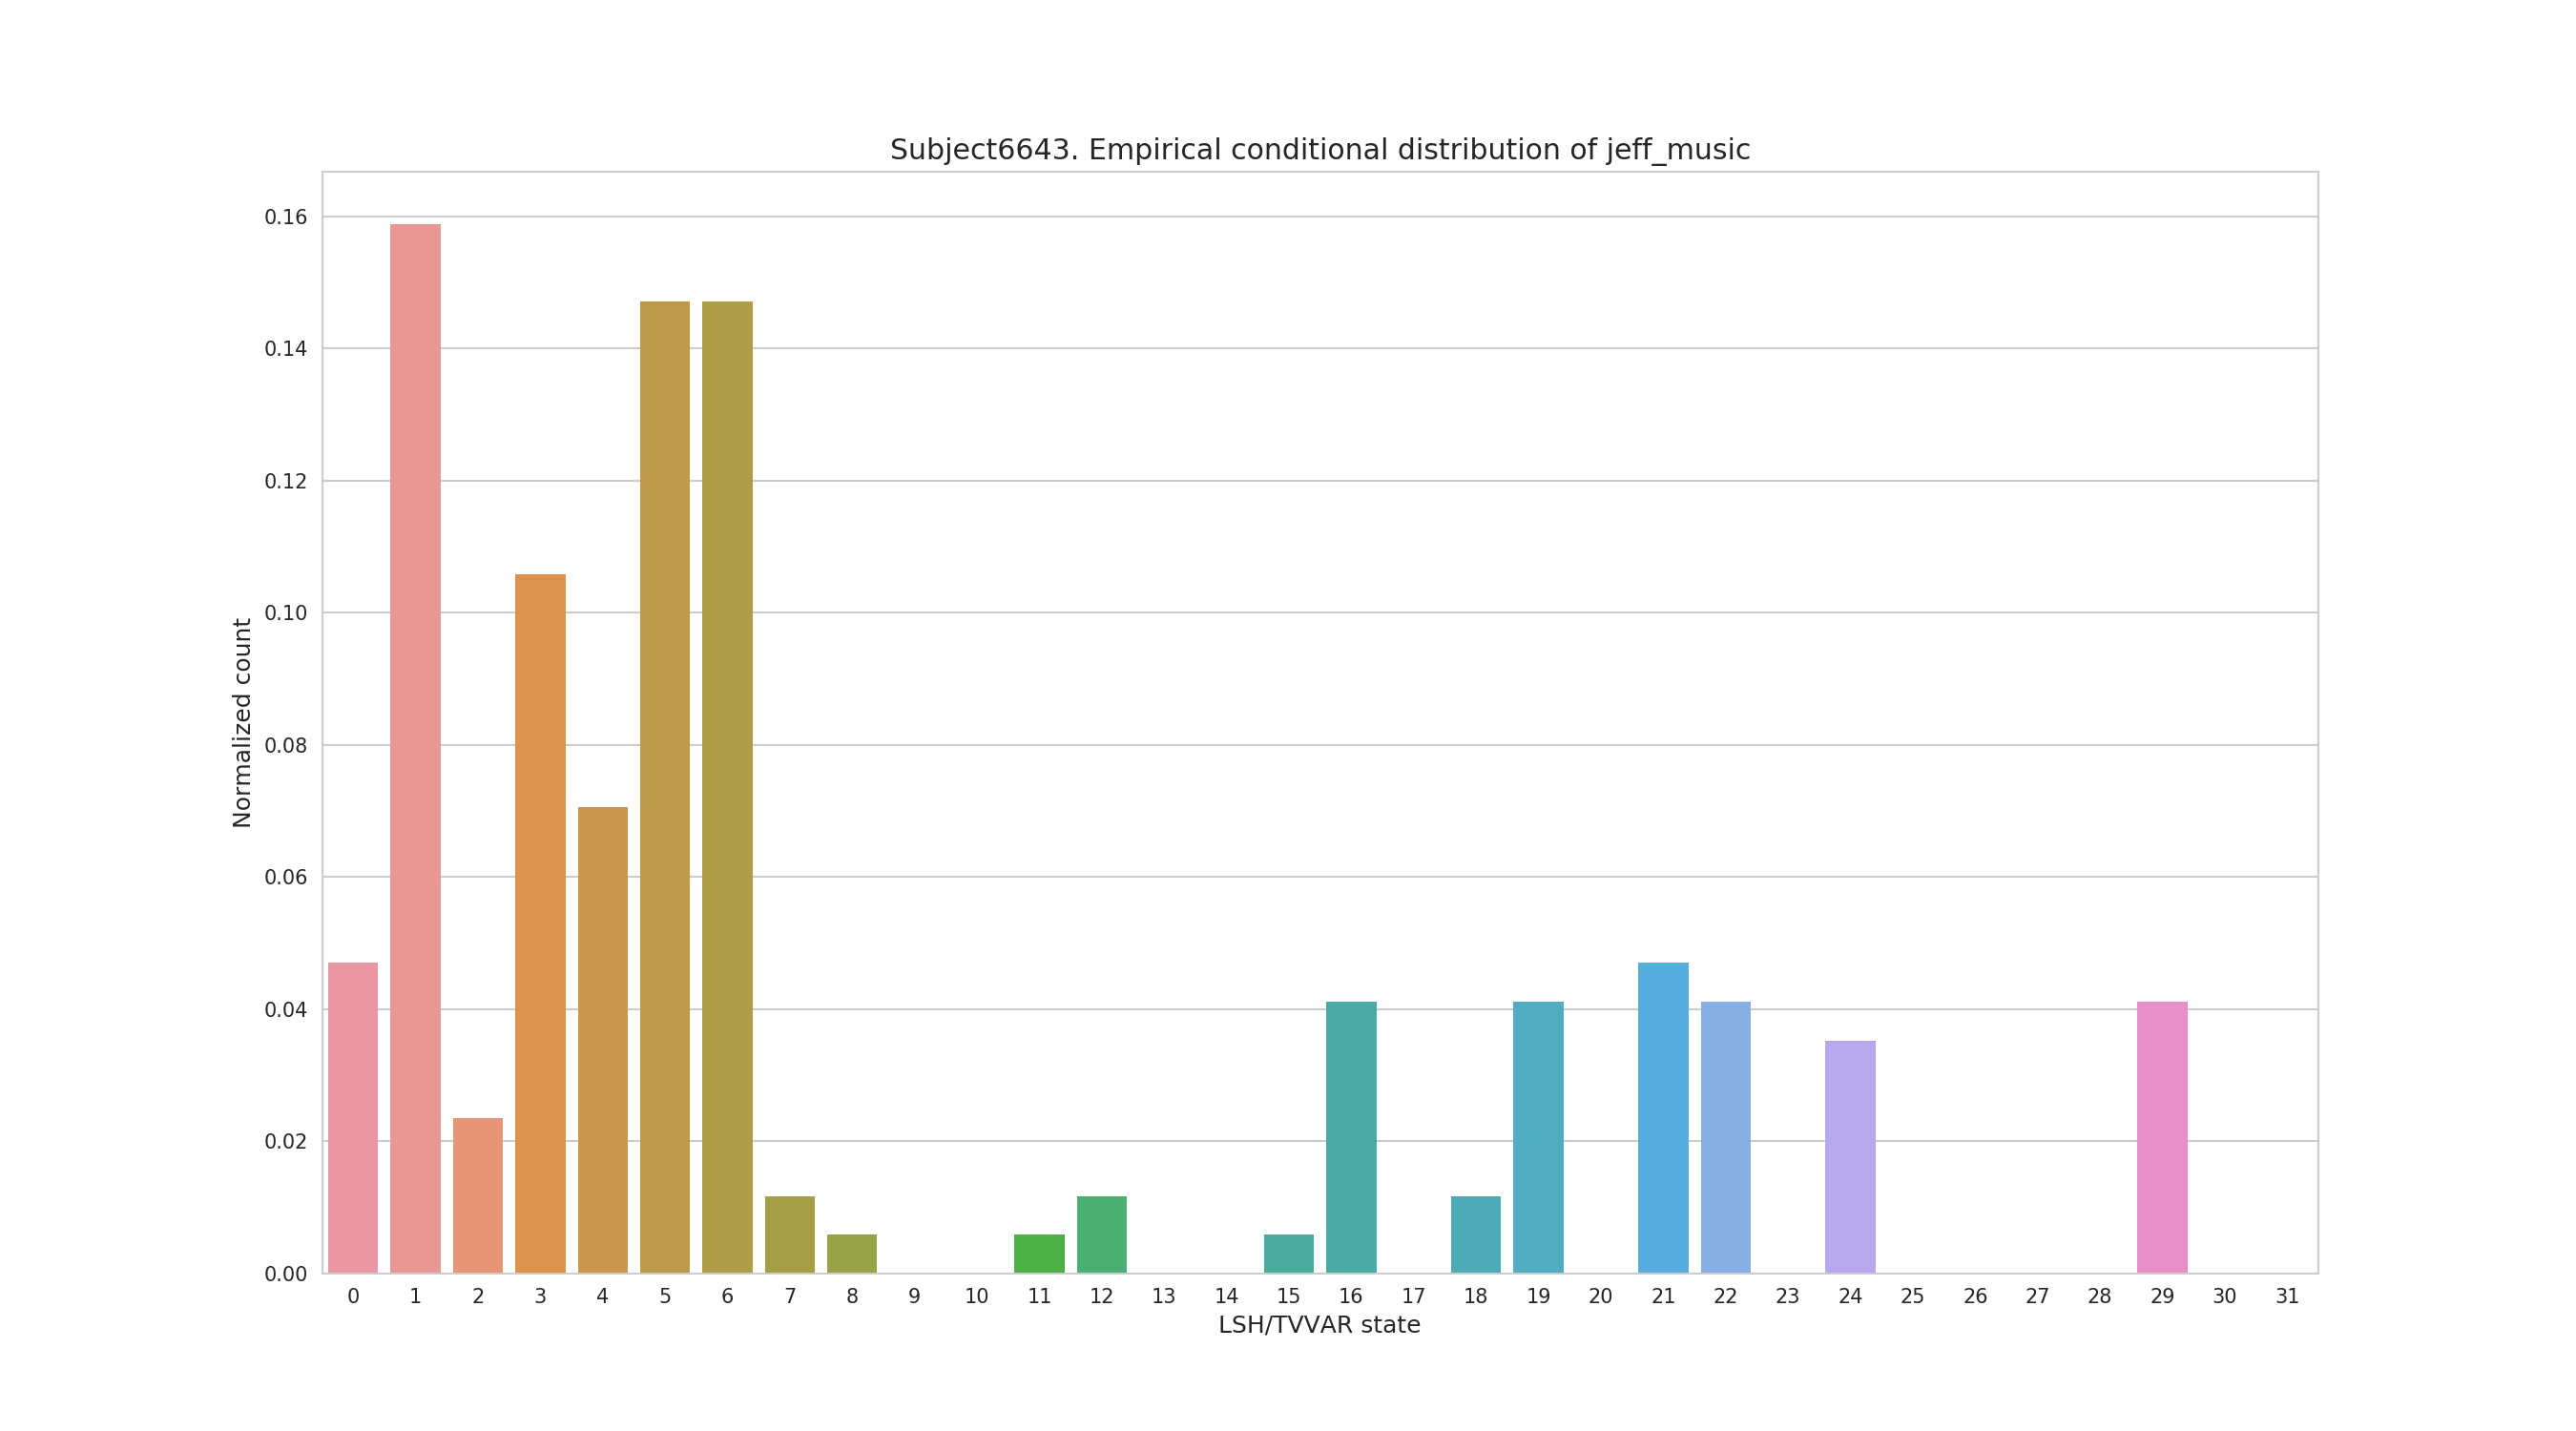 Subject6643. Empirical conditional distribution of jeff_music
0.16
0.14
0.12
0.10
0.08
0.06
0.04
0.02
0.00
Normalized count
0 1 2 3 4 5 6 7 8 9 10 11 12 13 14 15 16 17 18 19 20 21 22 23 24 25 26 27 28 29 30 31
LSH/TVVAR state